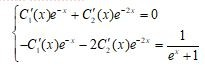 C₁′(x)e⁻ˣ + C₂′(x)e⁻²ˣ = 0
−C₁′(x)e⁻ˣ − 2C₂′(x)e⁻²ˣ = 1/(eˣ + 1)